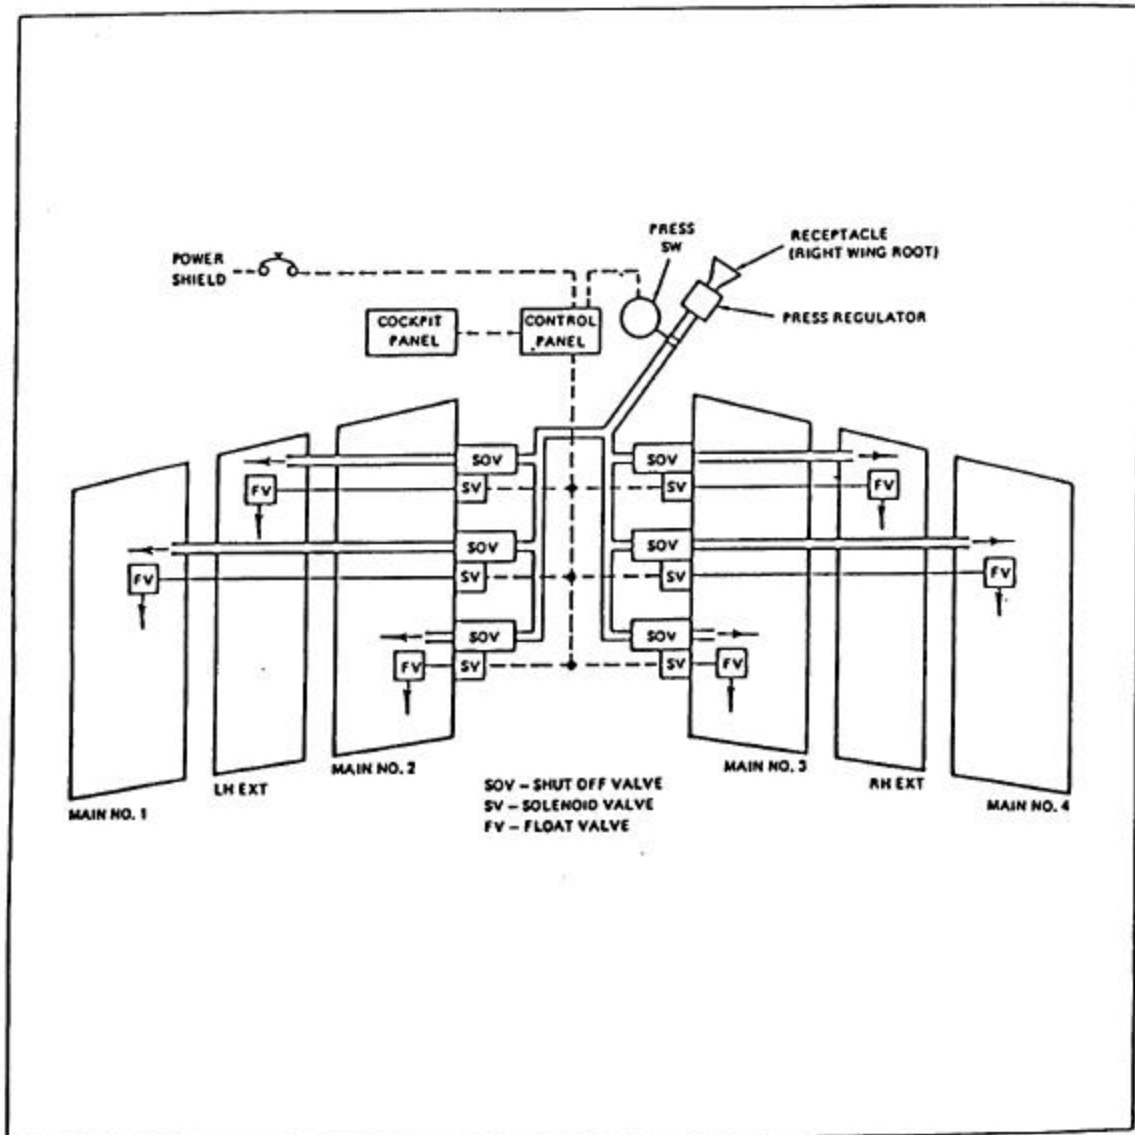 PRESS
SW
RECEPTACLE
(RIGHT WING ROOT)
POWER
SHIELD
PRESS REGULATOR
COCKPIT
PANEL
CONTROL
PANEL
SOV
SOV
FV
SV
SV
FV
SOV
SOV
FV
SV
SV
FV
SOV
SOV
FV
SV
SV
FV
MAIN NO. 1
LH EXT
MAIN NO. 2
MAIN NO. 3
RH EXT
MAIN NO. 4
SOV – SHUT OFF VALVE
SV – SOLENOID VALVE
FV – FLOAT VALVE